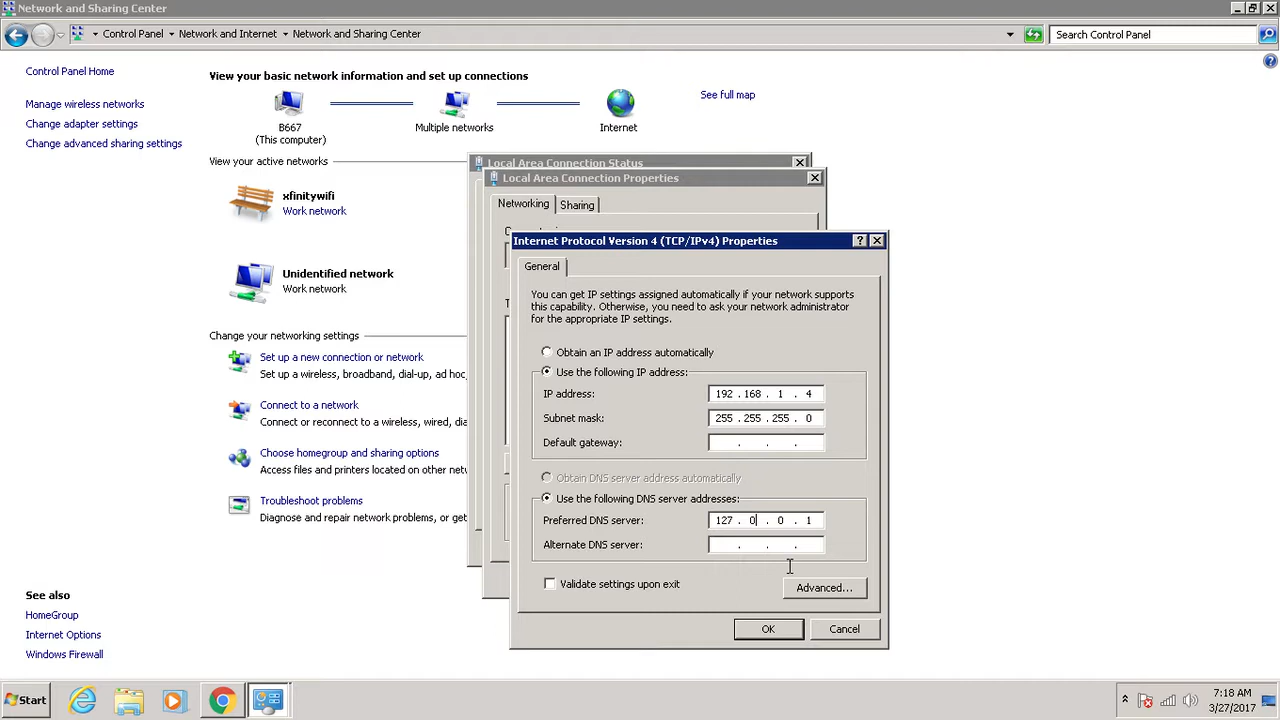 Network and Sharing Center
Control Panel
Network and Internet
Network and Sharing Center
Search Control Panel
Control Panel Home
Manage wireless networks
Change adapter settings
Change advanced sharing settings
View your basic network information and set up connections
B667
(This computer)
Multiple networks
Internet
See full map
View your active networks
xfinitywifi
Work network
Unidentified network
Work network
Change your networking settings
Set up a new connection or network
Set up a wireless, broadband, dial-up, ad hoc,
Connect to a network
Connect or reconnect to a wireless, wired, dia
Choose homegroup and sharing options
Access files and printers located on other netw
Troubleshoot problems
Diagnose and repair network problems, or get
See also
HomeGroup
Internet Options
Windows Firewall
Local Area Connection Status
Local Area Connection Properties
Networking
Sharing
Internet Protocol Version 4 (TCP/IPv4) Properties
General
You can get IP settings assigned automatically if your network supports
this capability. Otherwise, you need to ask your network administrator
for the appropriate IP settings.
Obtain an IP address automatically
Use the following IP address:
IP address: 192 . 168 . 1 . 4
Subnet mask: 255 . 255 . 255 . 0
Default gateway: . . .
Obtain DNS server address automatically
Use the following DNS server addresses:
Preferred DNS server: 127 . 0 . 0 . 1
Alternate DNS server: . . .
Validate settings upon exit
Advanced...
OK
Cancel
Start
7:18 AM
3/27/2017